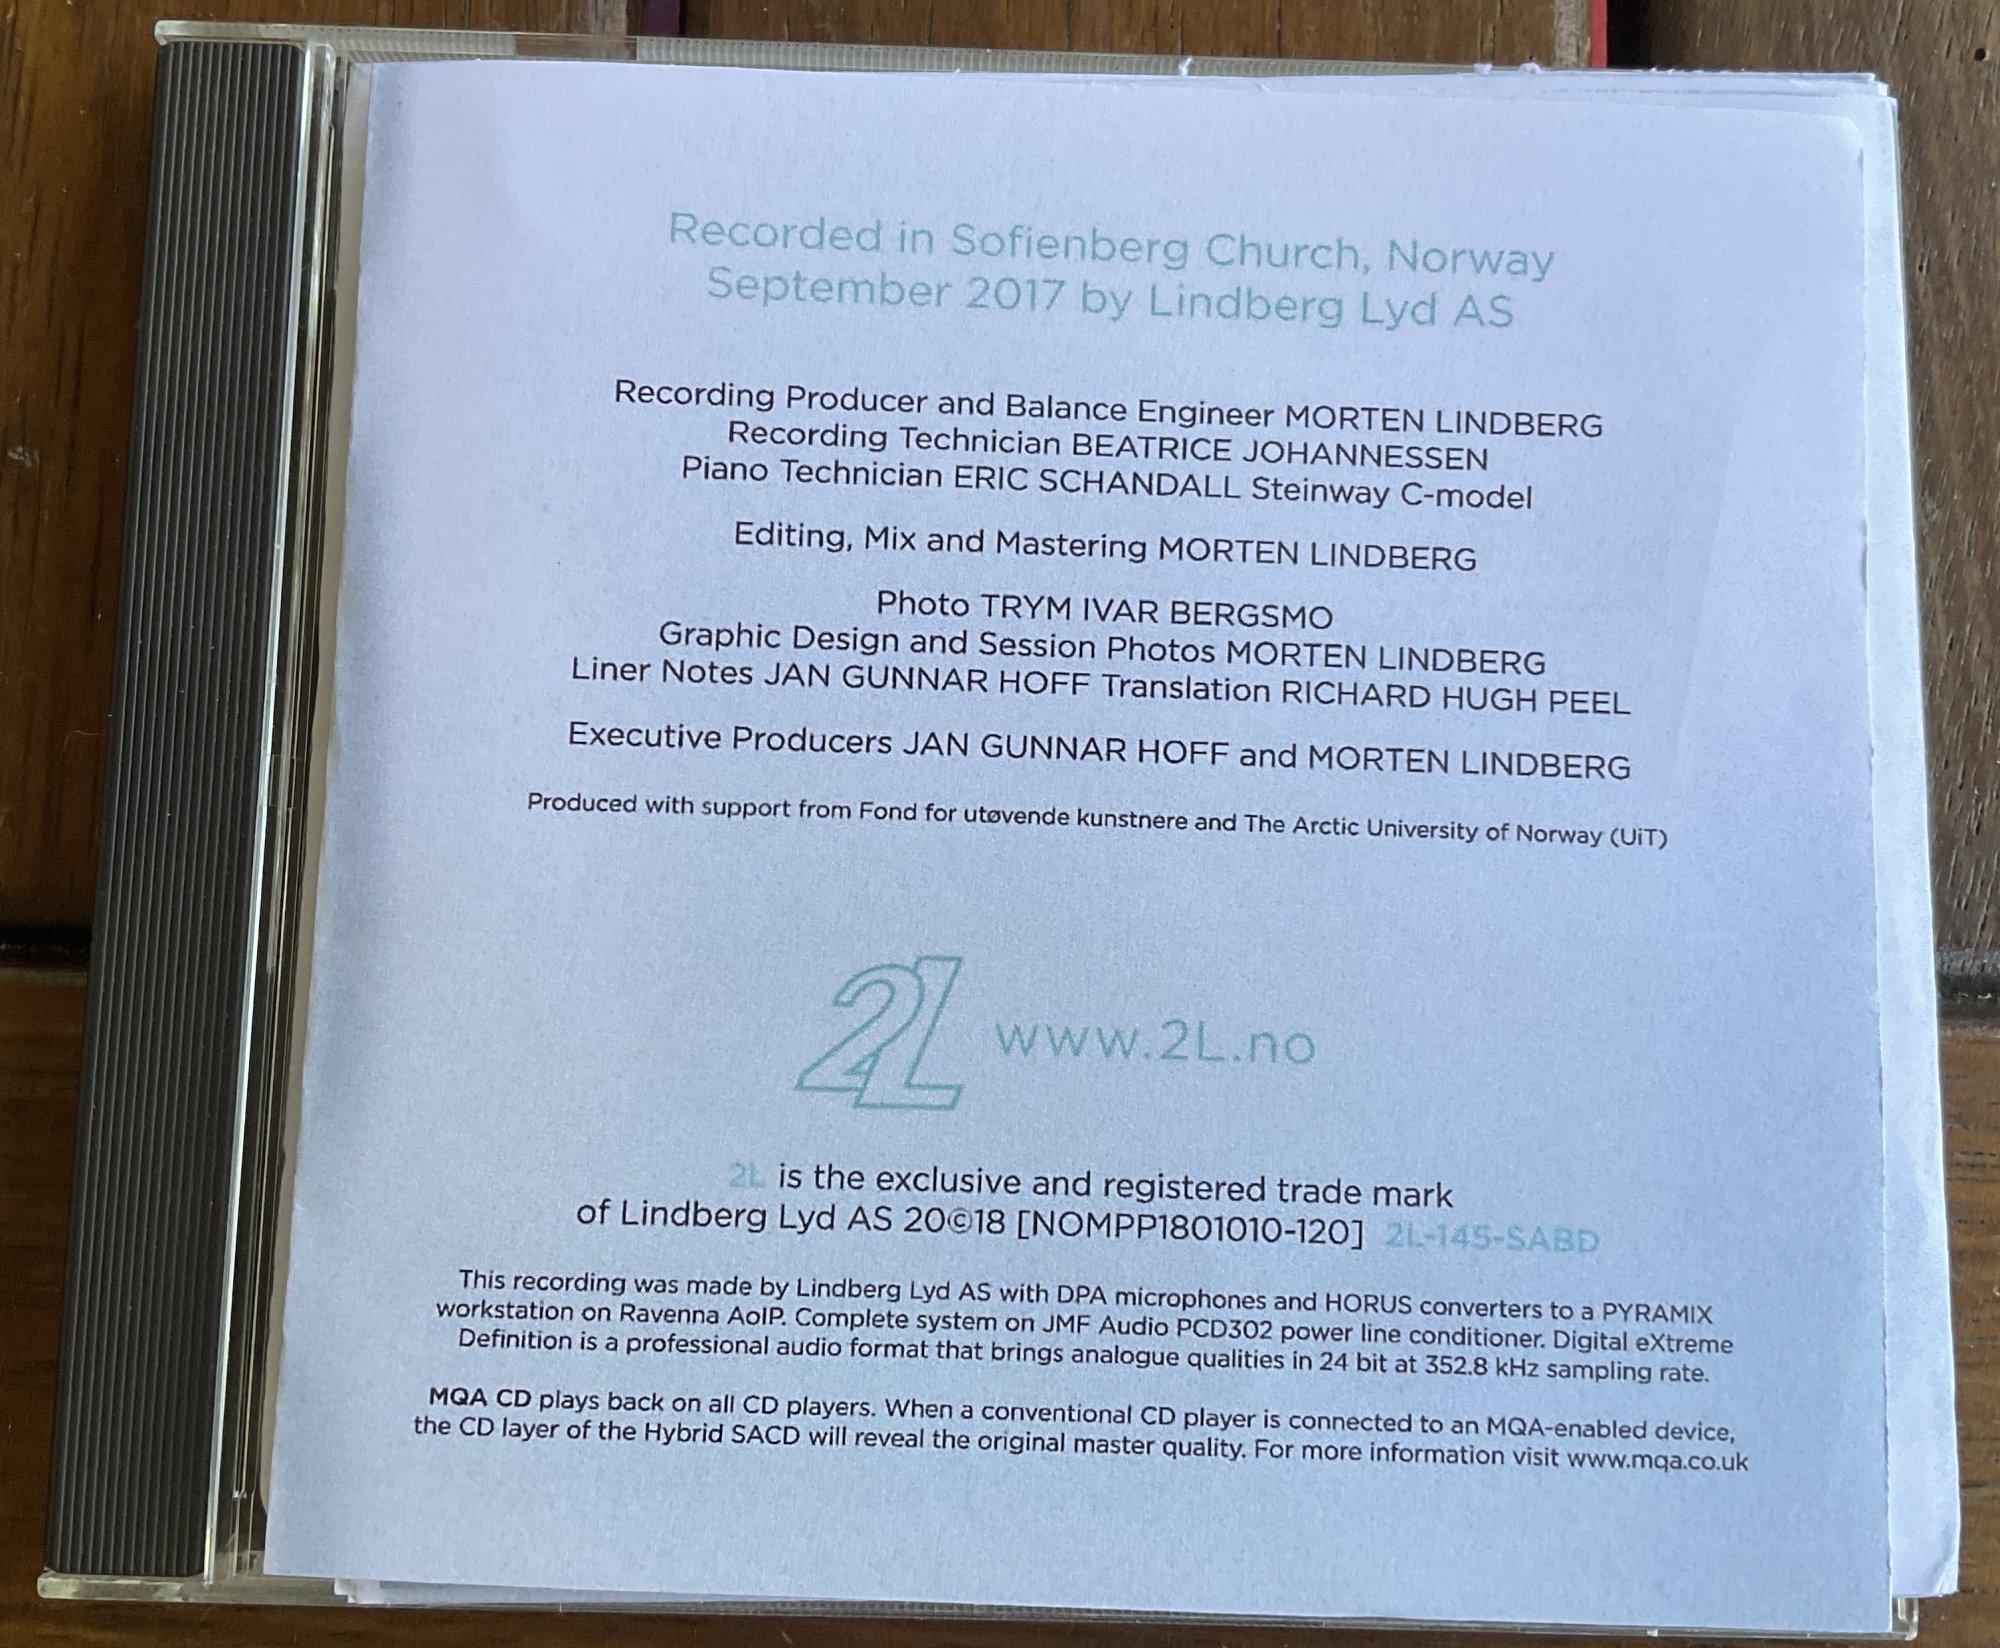 Recorded in Sofienberg Church, Norway
September 2017 by Lindberg Lyd AS
Recording Producer and Balance Engineer MORTEN LINDBERG
Recording Technician BEATRICE JOHANNESSEN
Piano Technician ERIC SCHANDALL Steinway C-model
Editing, Mix and Mastering MORTEN LINDBERG
Photo TRYM IVAR BERGSMO
Graphic Design and Session Photos MORTEN LINDBERG
Liner Notes JAN GUNNAR HOFF Translation RICHARD HUGH PEEL
Executive Producers JAN GUNNAR HOFF and MORTEN LINDBERG
Produced with support from Fond for utøvende kunstnere and The Arctic University of Norway (UiT)
2L www.2L.no
2L is the exclusive and registered trade mark
of Lindberg Lyd AS 20©18 [NOMPP1801010-120] 2L-145-SABD
This recording was made by Lindberg Lyd AS with DPA microphones and HORUS converters to a PYRAMIX
workstation on Ravenna AoIP. Complete system on JMF Audio PCD302 power line conditioner. Digital eXtreme
Definition is a professional audio format that brings analogue qualities in 24 bit at 352.8 kHz sampling rate.
MQA CD plays back on all CD players. When a conventional CD player is connected to an MQA-enabled device,
the CD layer of the Hybrid SACD will reveal the original master quality. For more information visit www.mqa.co.uk